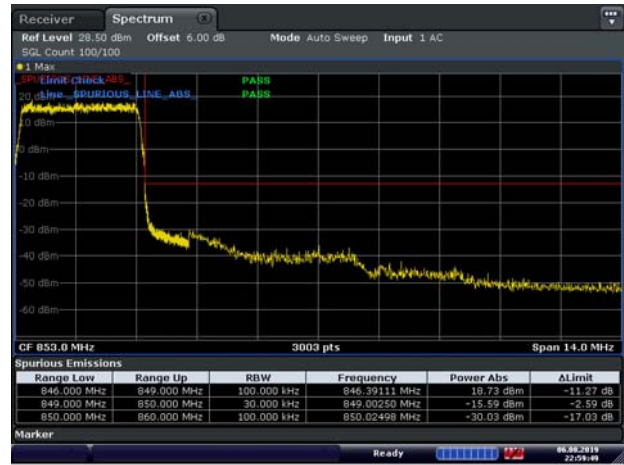 Receiver Spectrum
Ref Level 28.50 dBm Offset 6.00 dB Mode Auto Sweep Input 1 AC
SGL Count 100/100
1 Max
Limit Check PASS
Line _SPURIOUS_LINE_ABS_ PASS
20 dBm
10 dBm
0 dBm
-10 dBm
-20 dBm
-30 dBm
-40 dBm
-50 dBm
-60 dBm
CF 853.0 MHz 3003 pts Span 14.0 MHz
Spurious Emissions
Range Low Range Up RBW Frequency Power Abs ΔLimit
846.000 MHz 849.000 MHz 100.000 kHz 846.39111 MHz 18.73 dBm -11.27 dB
849.000 MHz 850.000 MHz 30.000 kHz 849.00250 MHz -15.59 dBm -2.59 dB
850.000 MHz 860.000 MHz 100.000 kHz 850.02498 MHz -30.03 dBm -17.03 dB
Marker
Ready 06.08.2019
22:59:49